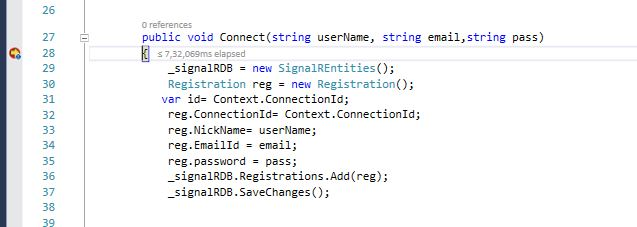 26
0 references
27 public void Connect(string userName, string email,string pass)
28 { ≤ 7,32,069ms elapsed
29 _signalRDB = new SignalREntities();
30 Registration reg = new Registration();
31 var id= Context.ConnectionId;
32 reg.ConnectionId= Context.ConnectionId;
33 reg.NickName= userName;
34 reg.EmailId = email;
35 reg.password = pass;
36 _signalRDB.Registrations.Add(reg);
37 _signalRDB.SaveChanges();
38
39